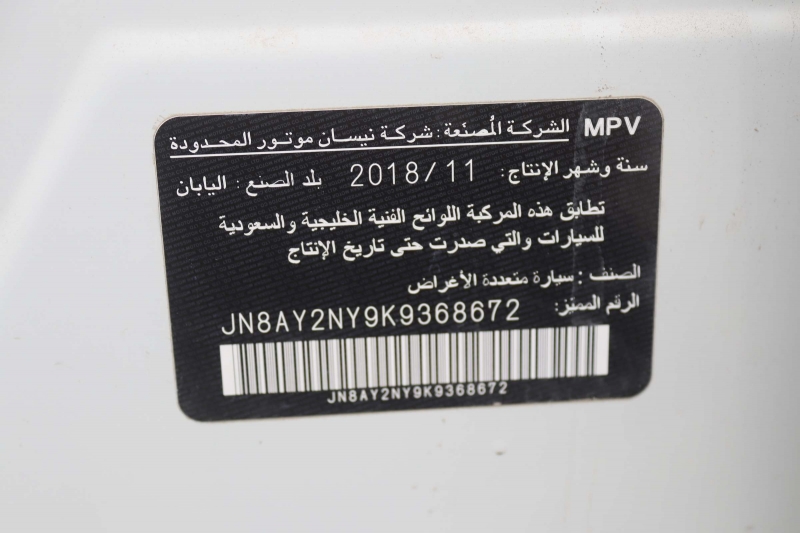 MPV الشركة المُصنّعة: شركة نيسان موتور المحدودة
سنة وشهر الإنتاج: 2018/11 بلد الصنع: اليابان
تطابق هذه المركبة اللوائح الفنية الخليجية والسعودية
للسيارات والتي صدرت حتى تاريخ الإنتاج
الصنف: سيارة متعددة الأغراض
الرقم المميّز: JN8AY2NY9K9368672
JN8AY2NY9K9368672